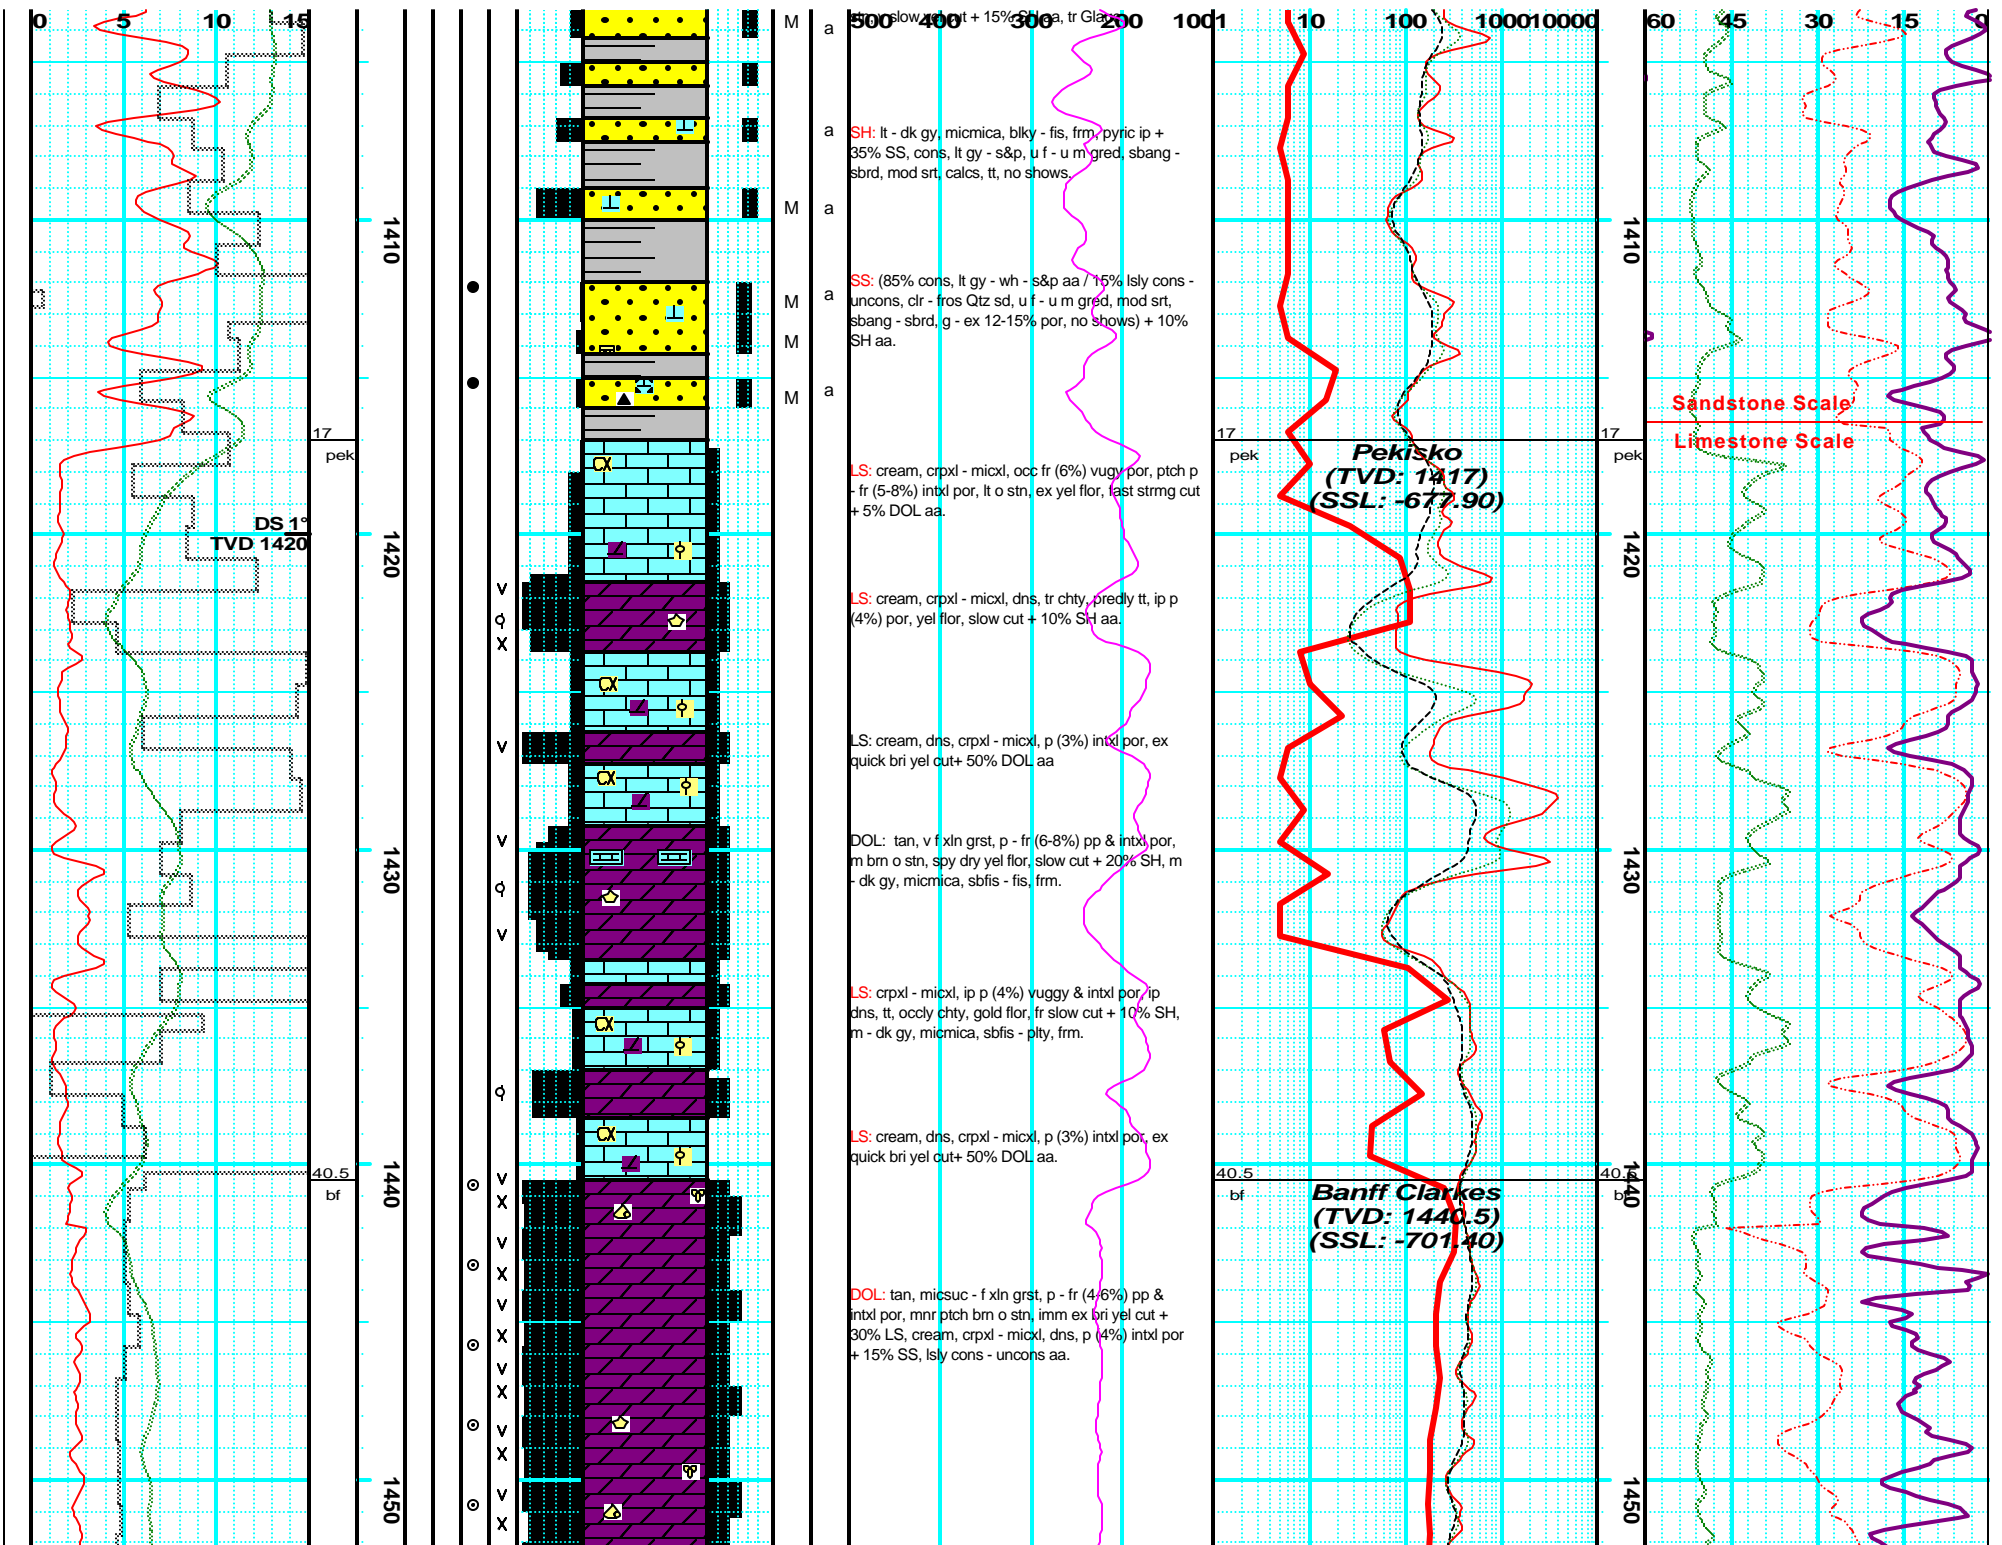 0 5 10 15
500 400 300 200 100
1 10 100 1000 10000
60 45 30 15 0
M a
a
SH: lt - dk gy, micmica, blky - fis, frm, pyric ip +
35% SS, cons, lt gy - s&p, u f - u m gred, sbang -
sbrd, mod srt, calcs, tt, no shows.
M a
1410
1410
SS: (85% cons, lt gy - wh - s&p aa / 15% lsly cons -
uncons, clr - fros Qtz sd, u f - u m gred, mod srt,
sbang - sbrd, g - ex 12-15% por, no shows) + 10%
SH aa.
M a
M
M a
Sandstone Scale
Limestone Scale
17
pek
17
pek
17
pek
Pekisko
(TVD: 1417)
(SSL: -677.90)
LS: cream, crpxl - micxl, occ fr (6%) vugy por, ptch p
- fr (5-8%) intxl por, lt o stn, ex yel flor, fast strmg cut
+ 5% DOL aa.
DS 1°
TVD 1420
1420
1420
LS: cream, crpxl - micxl, dns, tr chty, predly tt, ip p
(4%) por, yel flor, slow cut + 10% SH aa.
LS: cream, dns, crpxl - micxl, p (3%) intxl por, ex
quick bri yel cut+ 50% DOL aa
DOL: tan, v f xln grst, p - fr (6-8%) pp & intxl por,
m brn o stn, spy dry yel flor, slow cut + 20% SH, m
- dk gy, micmica, sbfis - fis, frm.
1430
1430
LS: crpxl - micxl, ip p (4%) vuggy & intxl por, ip
dns, tt, occly chty, gold flor, fr slow cut + 10% SH,
m - dk gy, micmica, sbfis - plty, frm.
LS: cream, dns, crpxl - micxl, p (3%) intxl por, ex
quick bri yel cut+ 50% DOL aa.
40.5
bf
40.5
bf
bf
1440
1440
Banff Clarkes
(TVD: 1440.5)
(SSL: -701.40)
DOL: tan, micsuc - f xln grst, p - fr (4-6%) pp &
intxl por, mnr ptch brn o stn, imm ex bri yel cut +
30% LS, cream, crpxl - micxl, dns, p (4%) intxl por
+ 15% SS, lsly cons - uncons aa.
1450
1450